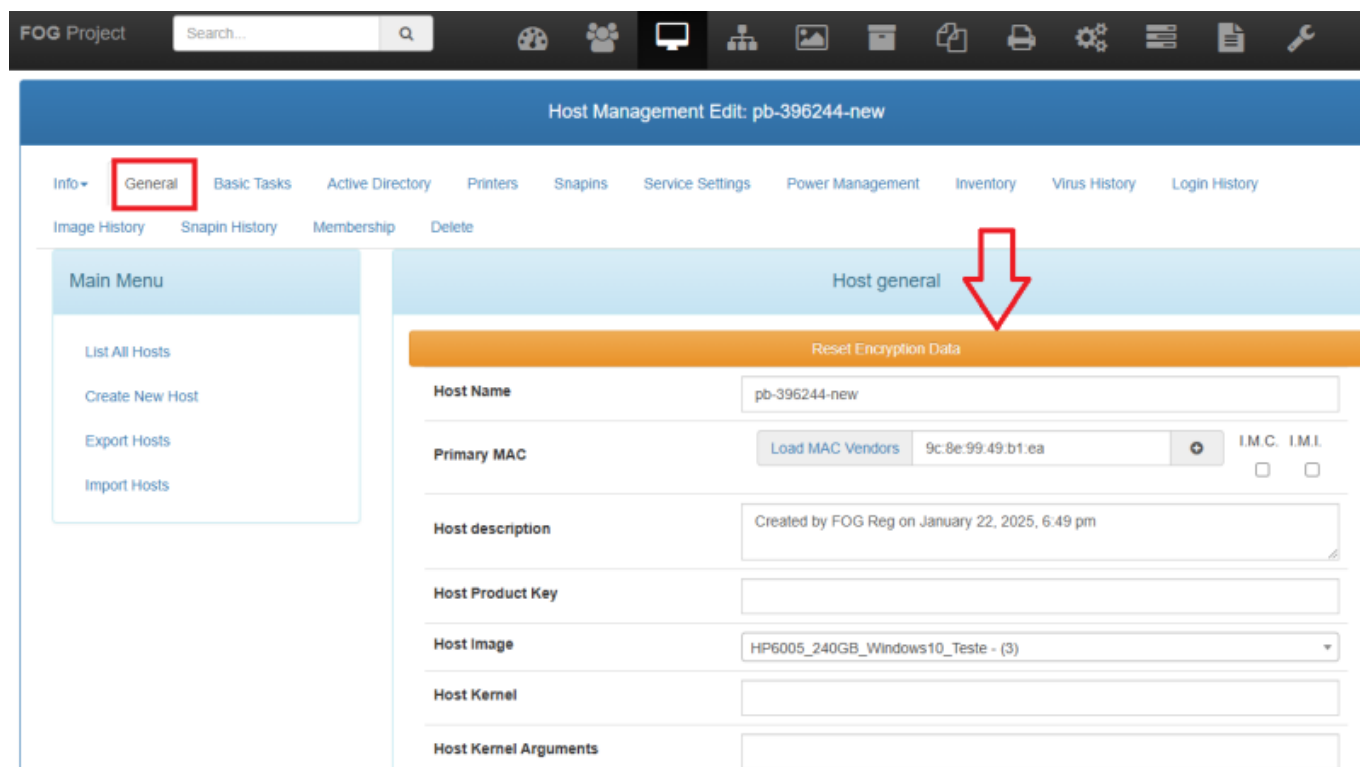 FOG Project Search...
Host Management Edit: pb-396244-new
Info General Basic Tasks Active Directory Printers Snapins Service Settings Power Management Inventory Virus History Login History
Image History Snapin History Membership Delete
Main Menu
List All Hosts
Create New Host
Export Hosts
Import Hosts
Host general
Reset Encryption Data
Host Name pb-396244-new
Primary MAC Load MAC Vendors 9c:8e:99:49:b1:ea I.M.C. I.M.I.
Host description Created by FOG Reg on January 22, 2025, 6:49 pm
Host Product Key
Host Image HP6005_240GB_Windows10_Teste - (3)
Host Kernel
Host Kernel Arguments